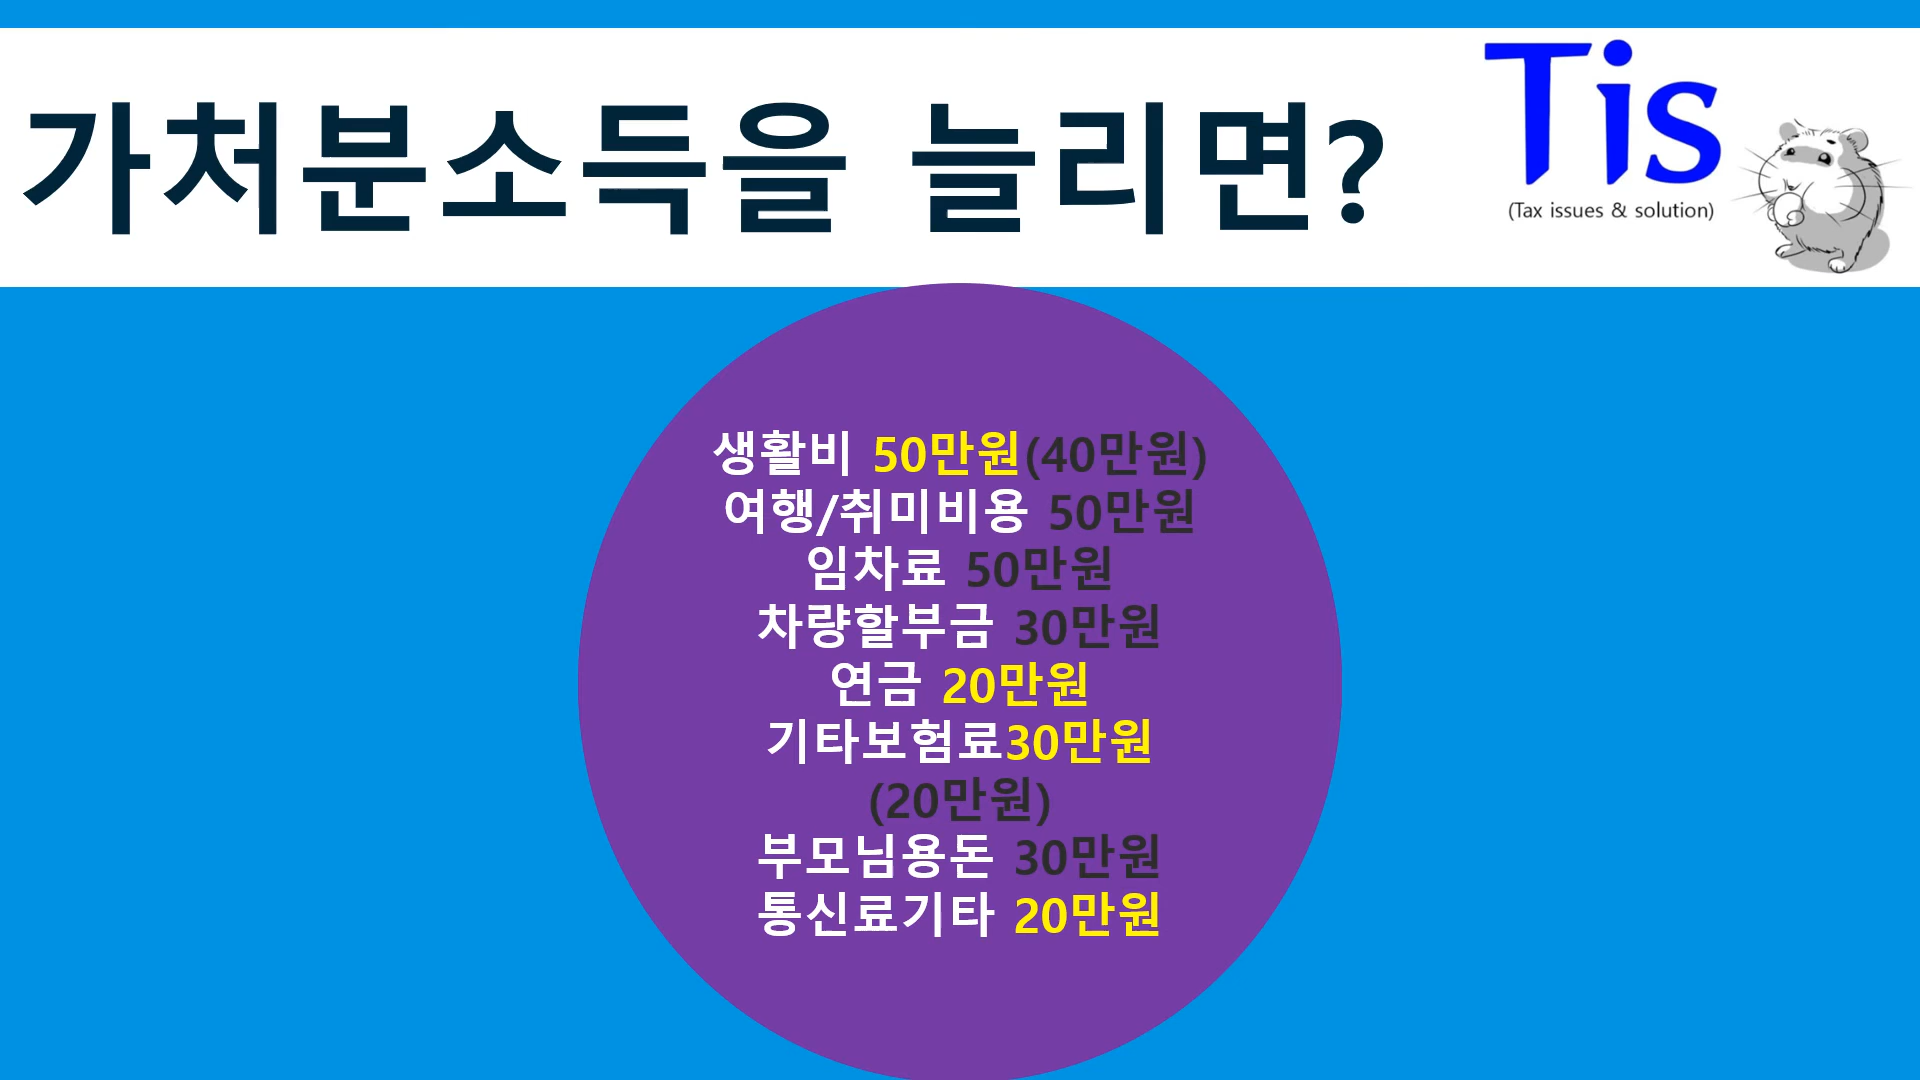 가처분소득을 늘리면?
Tis
(Tax issues & solution)
생활비 50만원(40만원)
여행/취미비용 50만원
임차료 50만원
차량할부금 30만원
연금 20만원
기타보험료30만원
(20만원)
부모님용돈 30만원
통신료기타 20만원